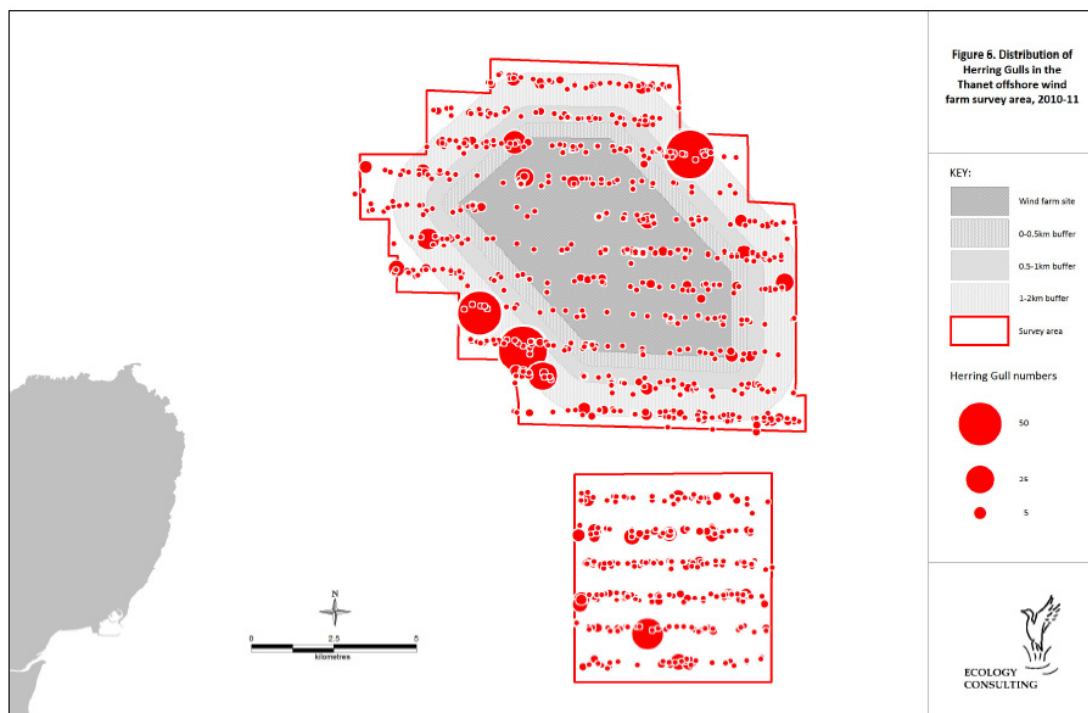 Figure 6. Distribution of
Herring Gulls in the
Thanet offshore wind
farm survey area, 2010-11
KEY:
Wind farm site
0-0.5km buffer
0.5-1km buffer
1-2km buffer
Survey area
Herring Gull numbers
50
25
5
N
0 2.5 5
kilometres
ECOLOGY
CONSULTING